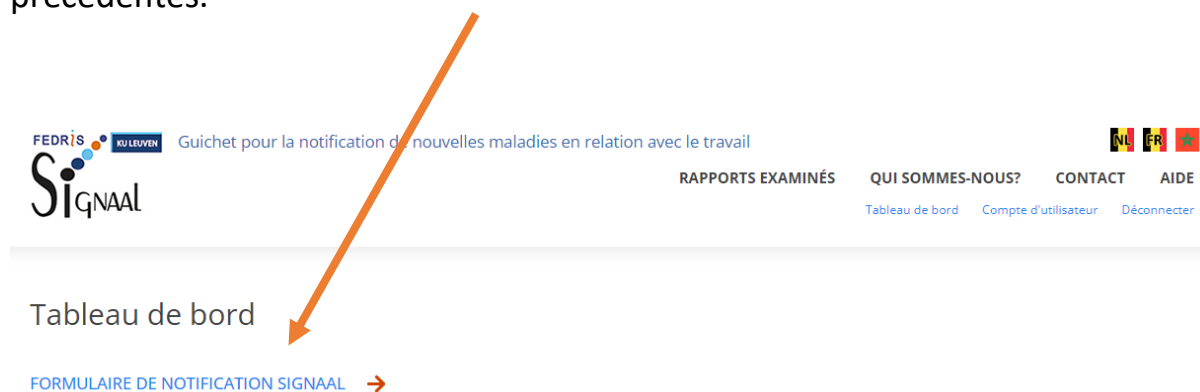 précédentes.
FEDRIS KU LEUVEN Guichet pour la notification de nouvelles maladies en relation avec le travail
NL FR
SIGNAAL
RAPPORTS EXAMINÉS QUI SOMMES-NOUS? CONTACT AIDE
Tableau de bord Compte d'utilisateur Déconnecter
Tableau de bord
FORMULAIRE DE NOTIFICATION SIGNAAL